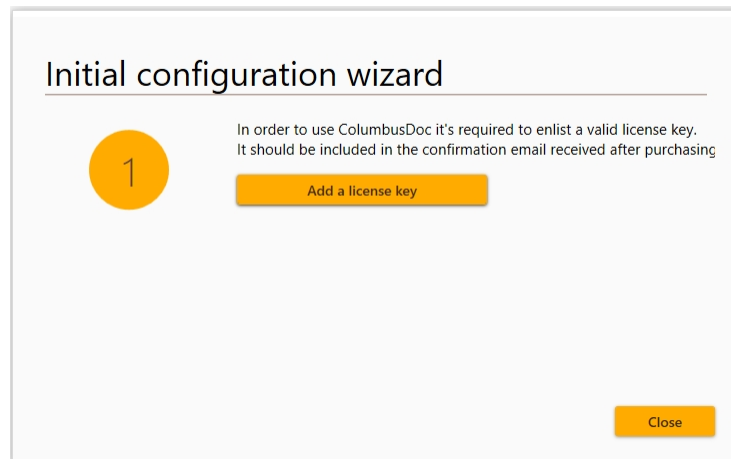 Initial configuration wizard
1
In order to use ColumbusDoc it's required to enlist a valid license key.
It should be included in the confirmation email received after purchasing
Add a license key
Close